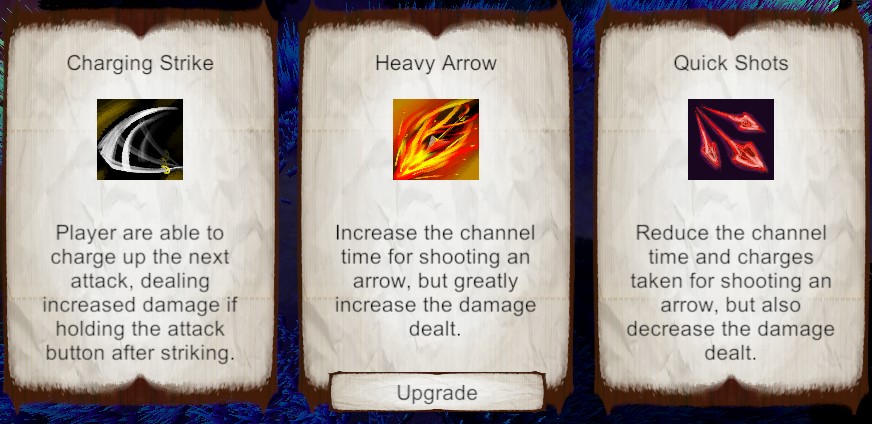 Charging Strike
Player are able to
charge up the next
attack, dealing
increased damage if
holding the attack
button after striking.
Heavy Arrow
Increase the channel
time for shooting an
arrow, but greatly
increase the damage
dealt.
Upgrade
Quick Shots
Reduce the channel
time and charges
taken for shooting an
arrow, but also
decrease the damage
dealt.